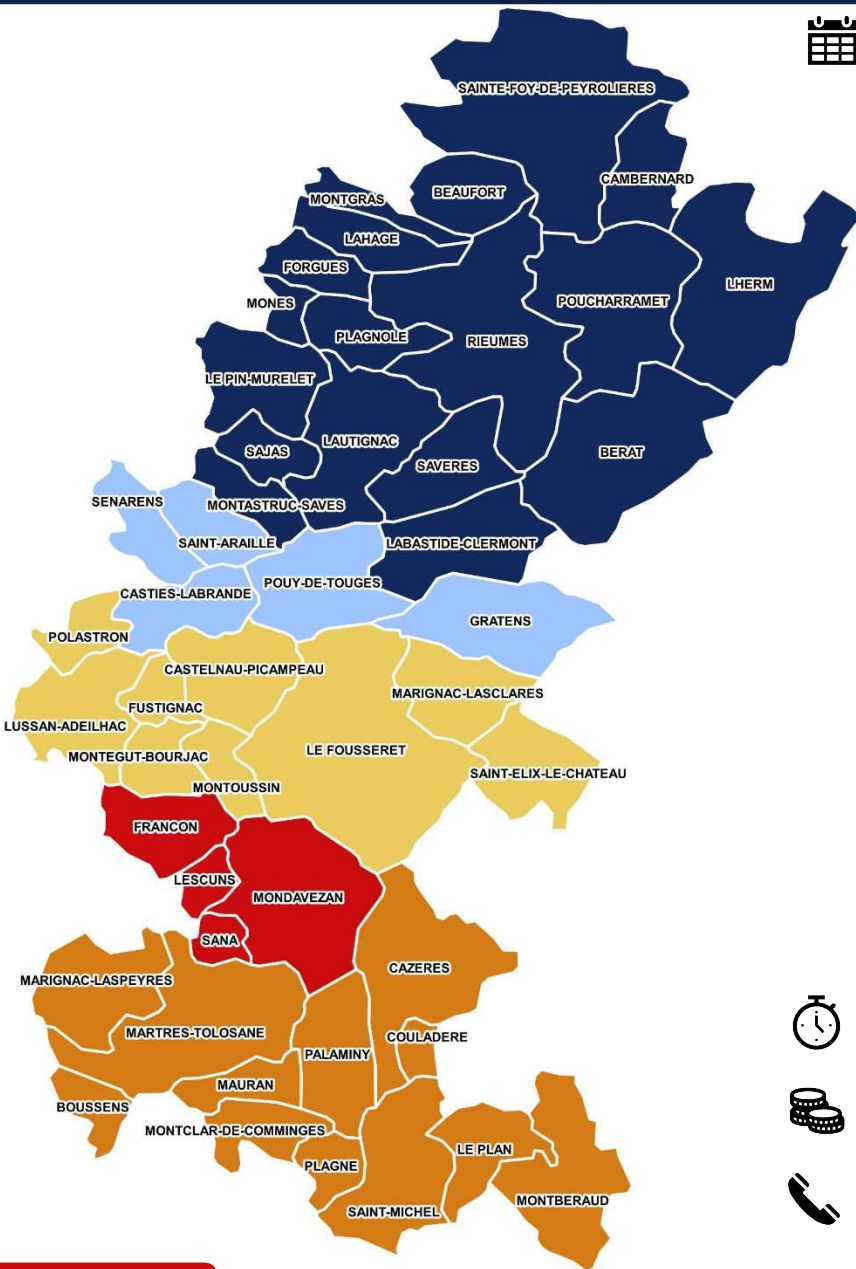 SAINTE-FOY-DE-PEYROLIERES
CAMBERNARD
BEAUFORT
MONTGRAS
LAHAGE
FORGUES
LHERM
MONES
POUCHARRAMET
PLAGNOLE
RIEUMES
LE PIN-MURELET
LAUTIGNAC
SAJAS
BERAT
SAVERES
SENARENS
MONTASTRUC-SAVES
SAINT-ARAILLE
LABASTIDE-CLERMONT
POUY-DE-TOUGES
CASTIES-LABRANDE
GRATENS
POLASTRON
CASTELNAU-PICAMPEAU
MARIGNAC-LASCLARES
FUSTIGNAC
LUSSAN-ADEILHAC
LE FOUSSERET
MONTEGUT-BOURJAC
SAINT-ELIX-LE-CHATEAU
MONTOUSSIN
FRANCON
LESCUNS
MONDAVEZAN
SANA
CAZERES
MARIGNAC-LASPEYRES
MARTRES-TOLOSANE
COULADERE
PALAMINY
MAURAN
BOUSSENS
MONTCLAR-DE-COMMINGES
LE PLAN
PLAGNE
MONTBERAUD
SAINT-MICHEL